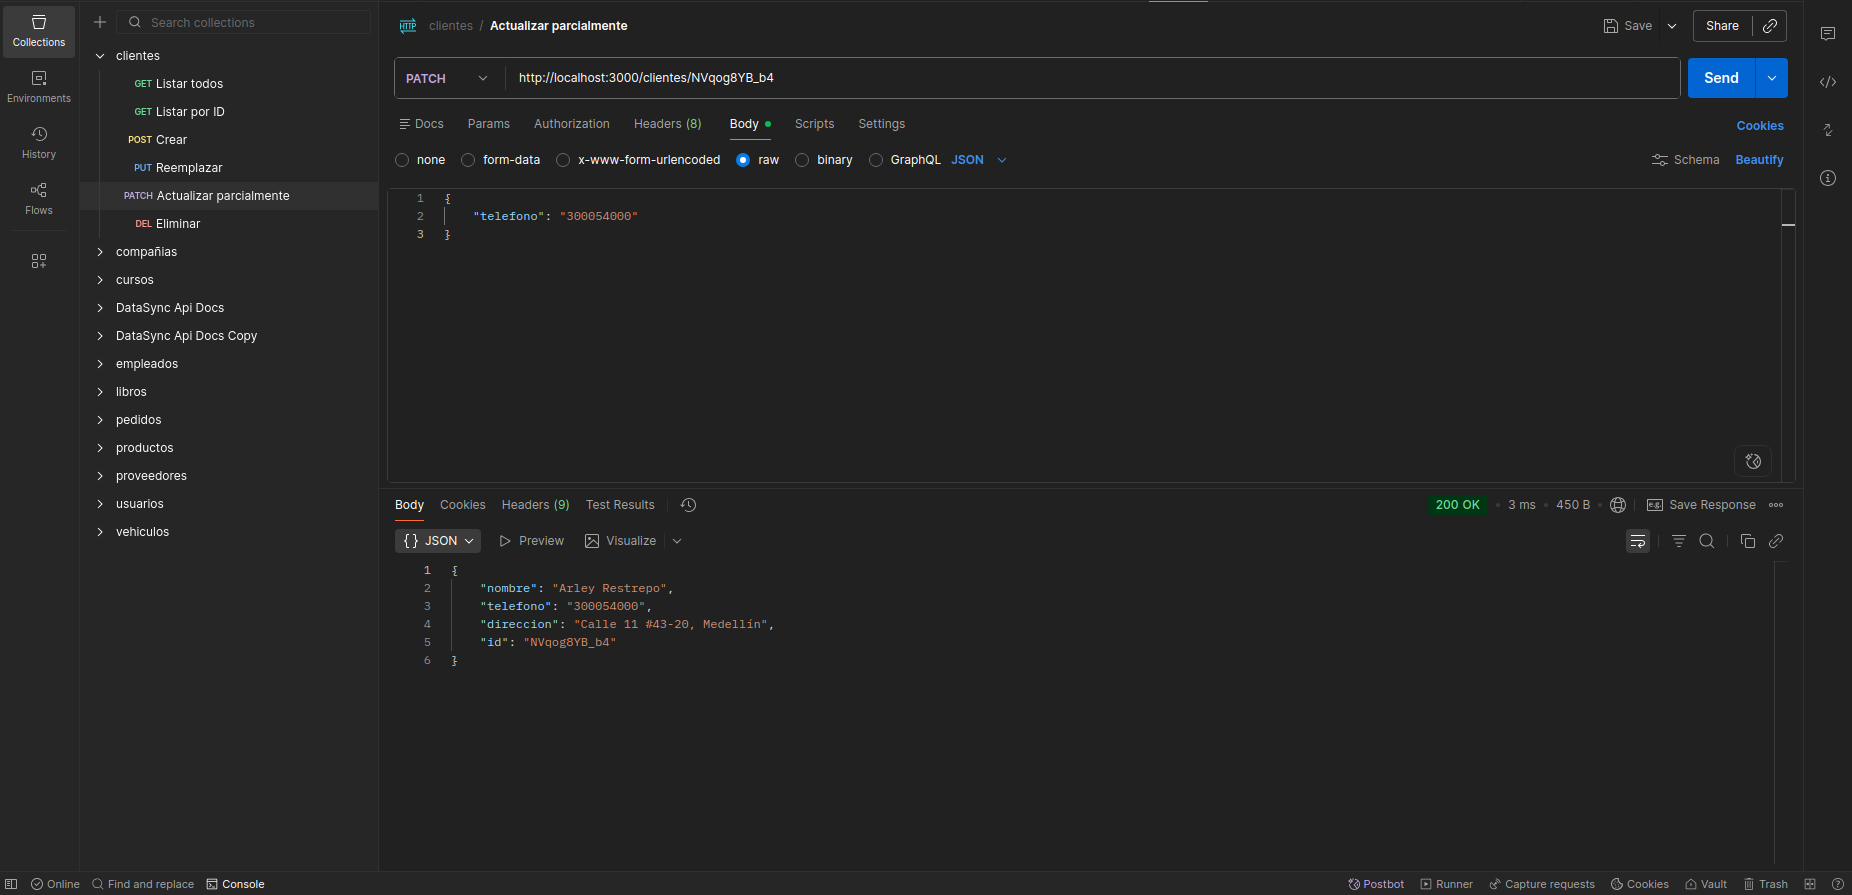 Collections
Environments
History
Flows
Search collections
clientes
GET Listar todos
GET Listar por ID
POST Crear
PUT Reemplazar
PATCH Actualizar parcialmente
DEL Eliminar
compañias
cursos
DataSync Api Docs
DataSync Api Docs Copy
empleados
libros
pedidos
productos
proveedores
usuarios
vehiculos
HTTP clientes / Actualizar parcialmente
Save
Share
PATCH http://localhost:3000/clientes/NVqog8YB_b4
Send
Docs Params Authorization Headers (8) Body Scripts Settings
Cookies
none form-data x-www-form-urlencoded raw binary GraphQL JSON
Schema Beautify
1 {
2 "telefono": "300054000"
3 }
Body Cookies Headers (9) Test Results
200 OK • 3 ms • 450 B • e.g. Save Response
{ } JSON Preview Visualize
1 {
2 "nombre": "Arley Restrepo",
3 "telefono": "300054000",
4 "direccion": "Calle 11 #43-20, Medellín",
5 "id": "NVqog8YB_b4"
6 }
Online Find and replace Console
Postbot Runner Capture requests Cookies Vault Trash